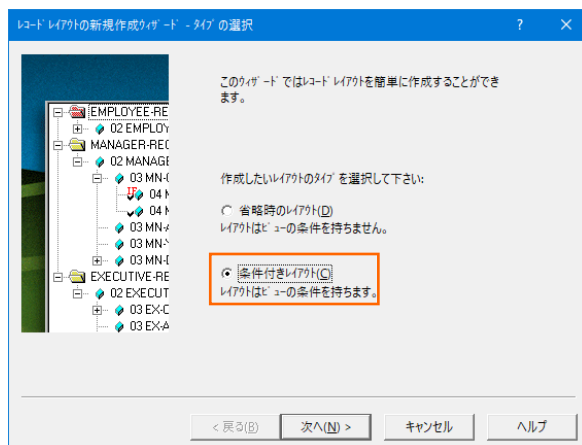 レコードレイアウトの新規作成ウィザード - タイプの選択
このウィザードではレコードレイアウトを簡単に作成することができ
ます。
EMPLOYEE-RE
02 EMPLOY
MANAGER-REC
02 MANAGE
03 MN-
04
04
03 MN-
03 MN-
03 MN-
EXECUTIVE-RE
02 EXECUT
03 EX-
03 EX-A
作成したいレイアウトのタイプを選択して下さい:
省略時のレイアウト(D)
レイアウトはビューの条件を持ちません。
条件付きレイアウト(C)
レイアウトはビューの条件を持ちます。
< 戻る(B)
次へ(N) >
キャンセル
ヘルプ